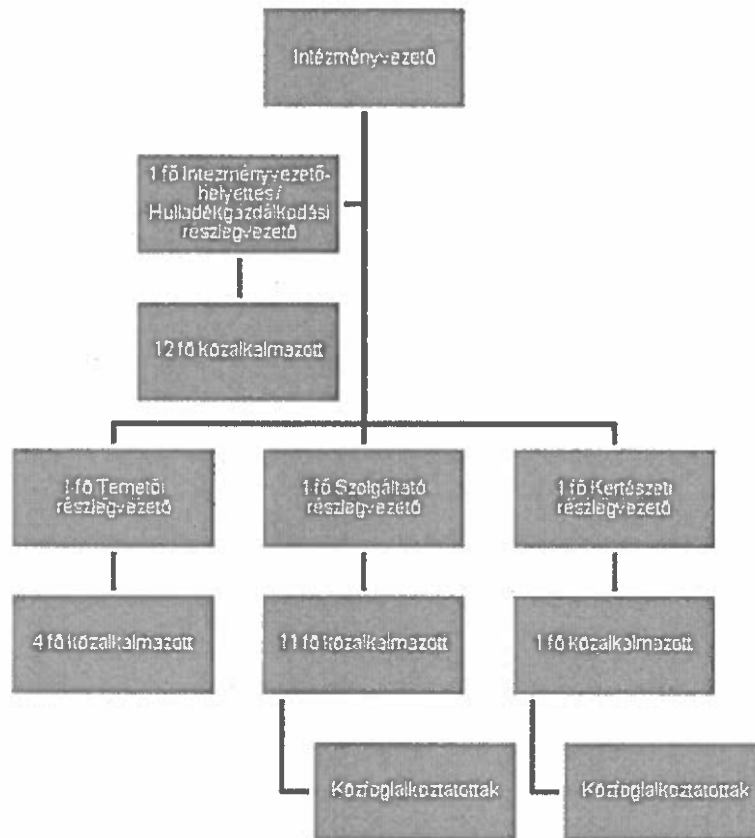 Intézményvezető
1 fő Intézményvezető-
helyettes /
Hulladékgazdálkodási
részlegvezető
12 fő közalkalmazott
1 fő Temetői
részlegvezető
1 fő Szolgáltató
részlegvezető
1 fő Kertészeti
részlegvezető
4 fő közalkalmazott
11 fő közalkalmazott
1 fő közalkalmazott
Közfoglalkoztatottak
Közfoglalkoztatottak